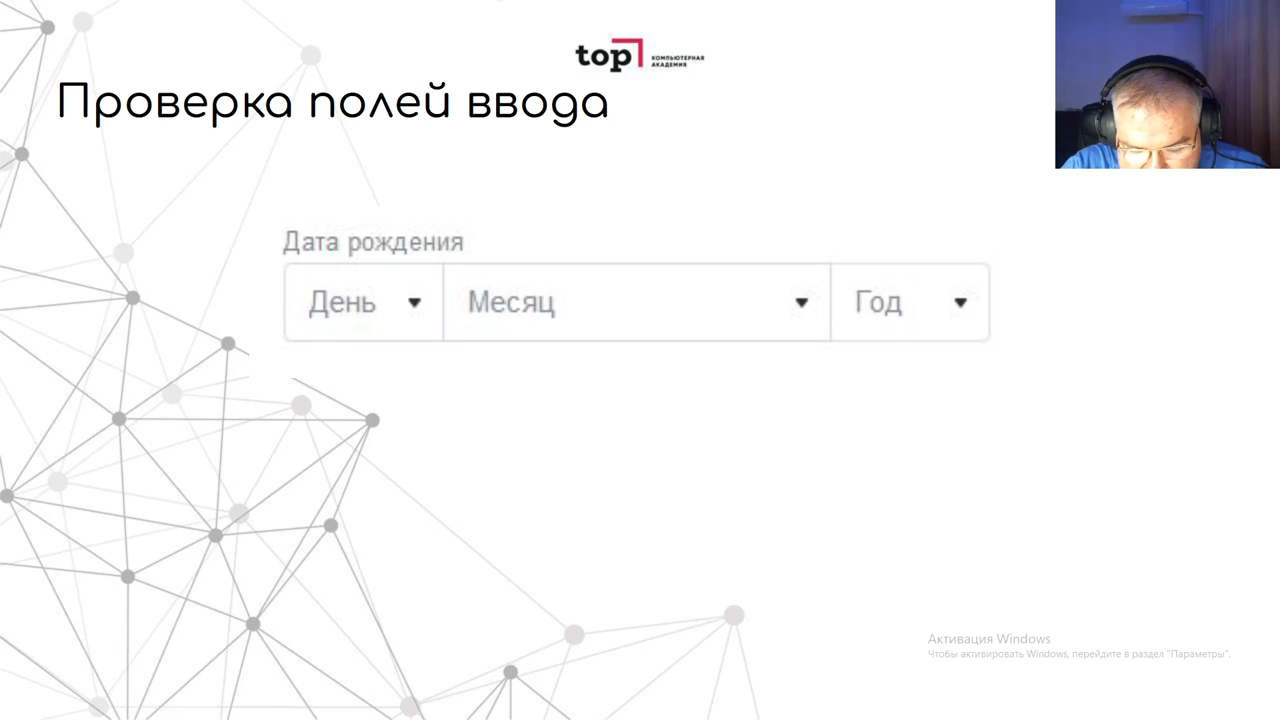 top КОМПЬЮТЕРНАЯ
АКАДЕМИЯ
Проверка полей ввода
Дата рождения
День Месяц Год
Активация Windows
Чтобы активировать Windows, перейдите в раздел "Параметры".